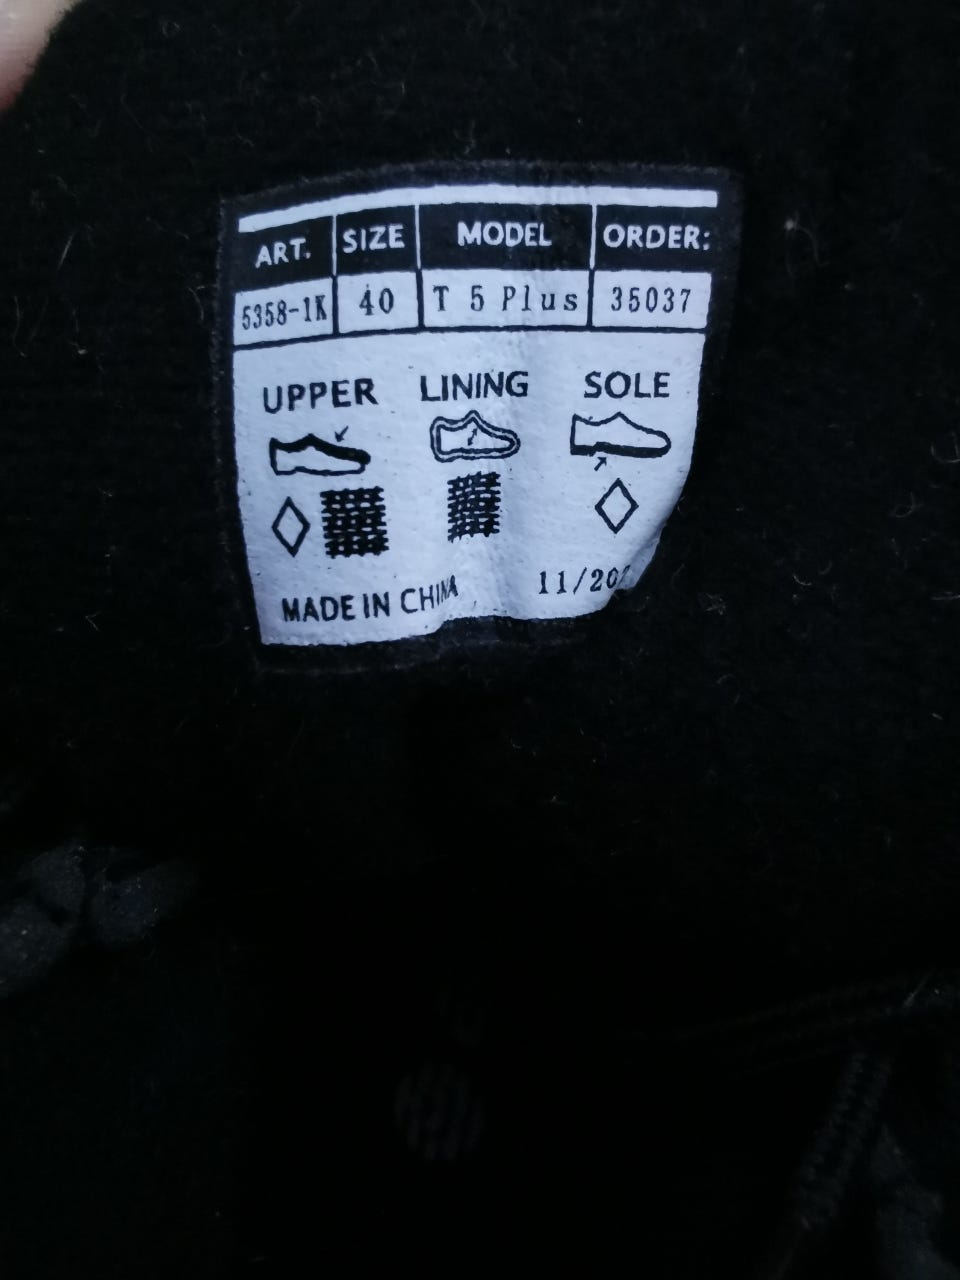 ART. SIZE MODEL ORDER:
5358-1K 40 T 5 Plus 35037
UPPER LINING SOLE
MADE IN CHINA